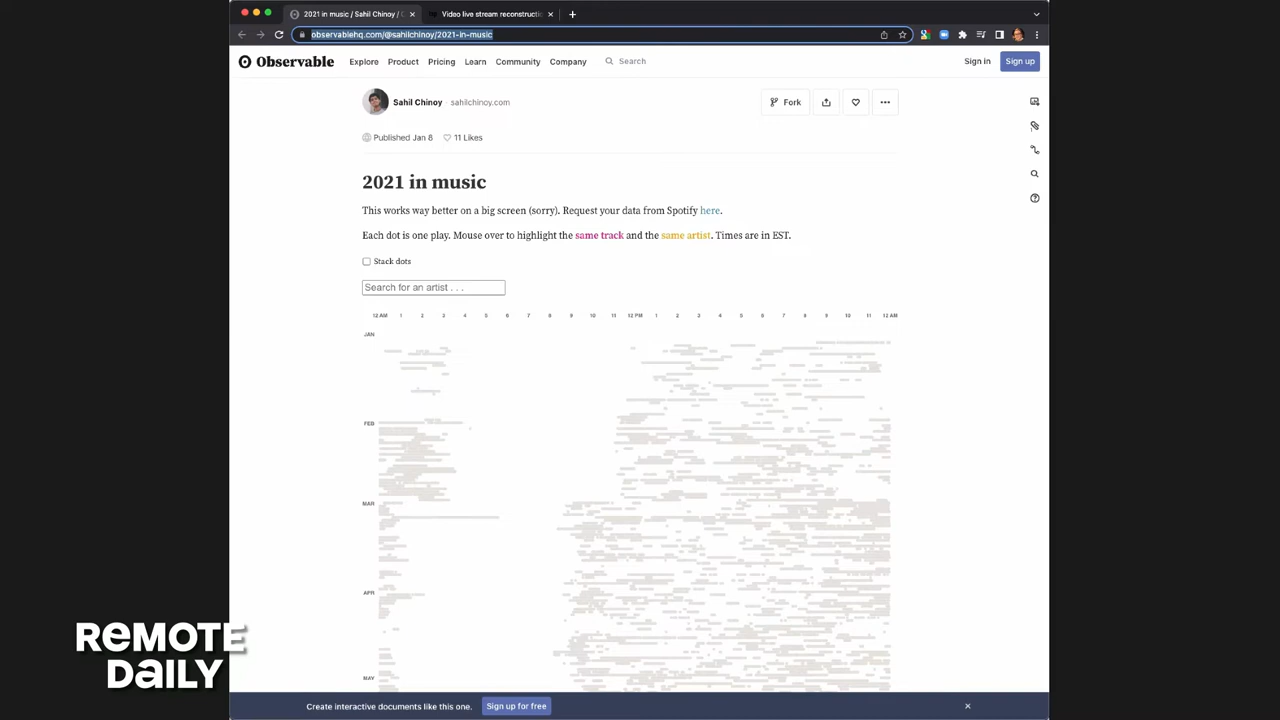 2021 in music / Sahil Chinoy / O
Video live stream reconstructio
observablehq.com/@sahilchinoy/2021-in-music
Observable
Explore Product Pricing Learn Community Company Search
Sign in Sign up
Sahil Chinoy · sahilchinoy.com
Fork
Published Jan 8 11 Likes
2021 in music
This works way better on a big screen (sorry). Request your data from Spotify here.
Each dot is one play. Mouse over to highlight the same track and the same artist. Times are in EST.
Stack dots
Search for an artist . . .
12 AM 1 2 3 4 5 6 7 8 9 10 11 12 PM 1 2 3 4 5 6 7 8 9 10 11 12 AM
JAN
FEB
MAR
APR
MAY
REMOTE
DAILY
Create interactive documents like this one. Sign up for free